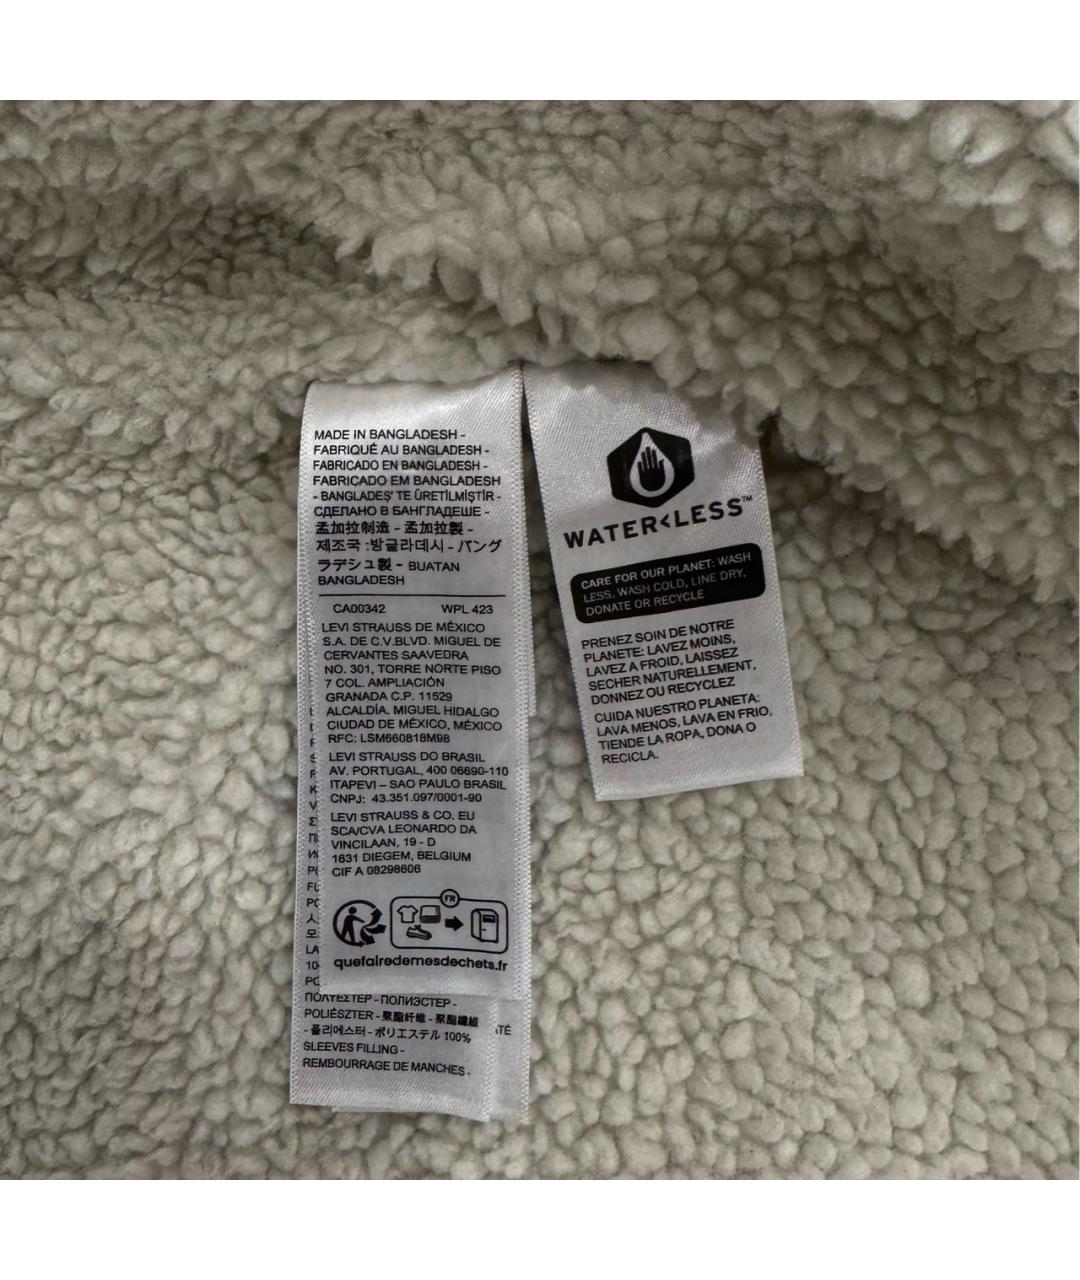 MADE IN BANGLADESH -
FABRIQUÉ AU BANGLADESH -
FABRICADO EN BANGLADESH -
FABRICADO EM BANGLADESH
- BANGLADEŞ' TE ÜRETİLMİŞTİR -
СДЕЛАНО В БАНГЛАДЕШЕ -
孟加拉制造 - 孟加拉製 -
제조국 :방글라데시 - バング
ラデシュ製 - BUATAN
BANGLADESH
CA00342 WPL 423
LEVI STRAUSS DE MÉXICO
S.A. DE C.V.BLVD. MIGUEL DE
CERVANTES SAAVEDRA
NO. 301, TORRE NORTE PISO
7 COL. AMPLIACIÓN
GRANADA C.P. 11529
ALCALDÍA. MIGUEL HIDALGO
CIUDAD DE MÉXICO, MÉXICO
RFC: LSM660818M98
LEVI STRAUSS DO BRASIL
AV. PORTUGAL, 400 06690-110
ITAPEVI – SAO PAULO BRASIL
CNPJ: 43.351.097/0001-90
LEVI STRAUSS & CO. EU
SCA/CVA LEONARDO DA
VINCILAAN, 19 - D
1831 DIEGEM, BELGIUM
CIF A 08298606
FR
quefairedemesdechets.fr
ΠΟΛΥΕΣΤΕΡ - ПОЛИЭСТЕР -
POLIÉSZTER - 聚酯纤维 - 聚酯纖維
- 폴리에스터 - ポリエステル 100%
SLEEVES FILLING -
REMBOURRAGE DE MANCHES -
WATER<LESS™
CARE FOR OUR PLANET: WASH
LESS, WASH COLD, LINE DRY,
DONATE OR RECYCLE
PRENEZ SOIN DE NOTRE
PLANETE: LAVEZ MOINS,
LAVEZ A FROID, LAISSEZ
SECHER NATURELLEMENT,
DONNEZ OU RECYCLEZ
CUIDA NUESTRO PLANETA:
LAVA MENOS, LAVA EN FRIO,
TIENDE LA ROPA, DONA O
RECICLA.